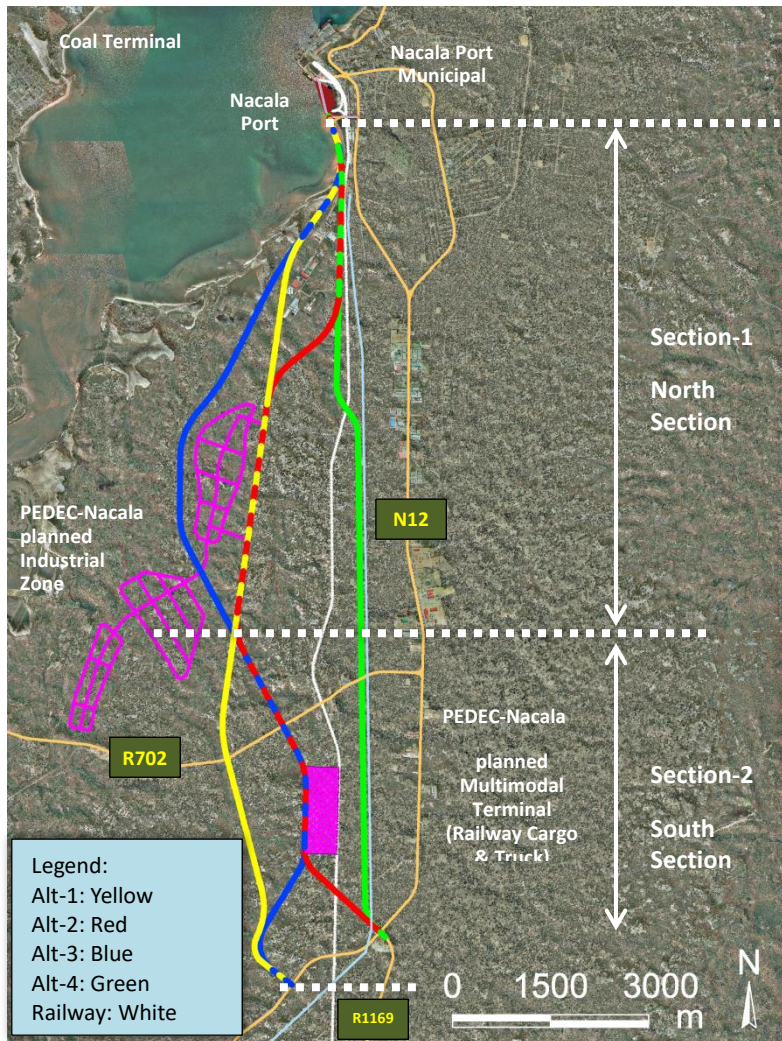 Coal Terminal
Nacala Port
Municipal
Nacala
Port
Section-1
North
Section
N12
PEDEC-Nacala
planned
Industrial
Zone
R702
PEDEC-Nacala
planned
Multimodal
Terminal
(Railway Cargo
& Truck)
Section-2
South
Section
Legend:
Alt-1: Yellow
Alt-2: Red
Alt-3: Blue
Alt-4: Green
Railway: White
N
0 1500 3000
m
R1169